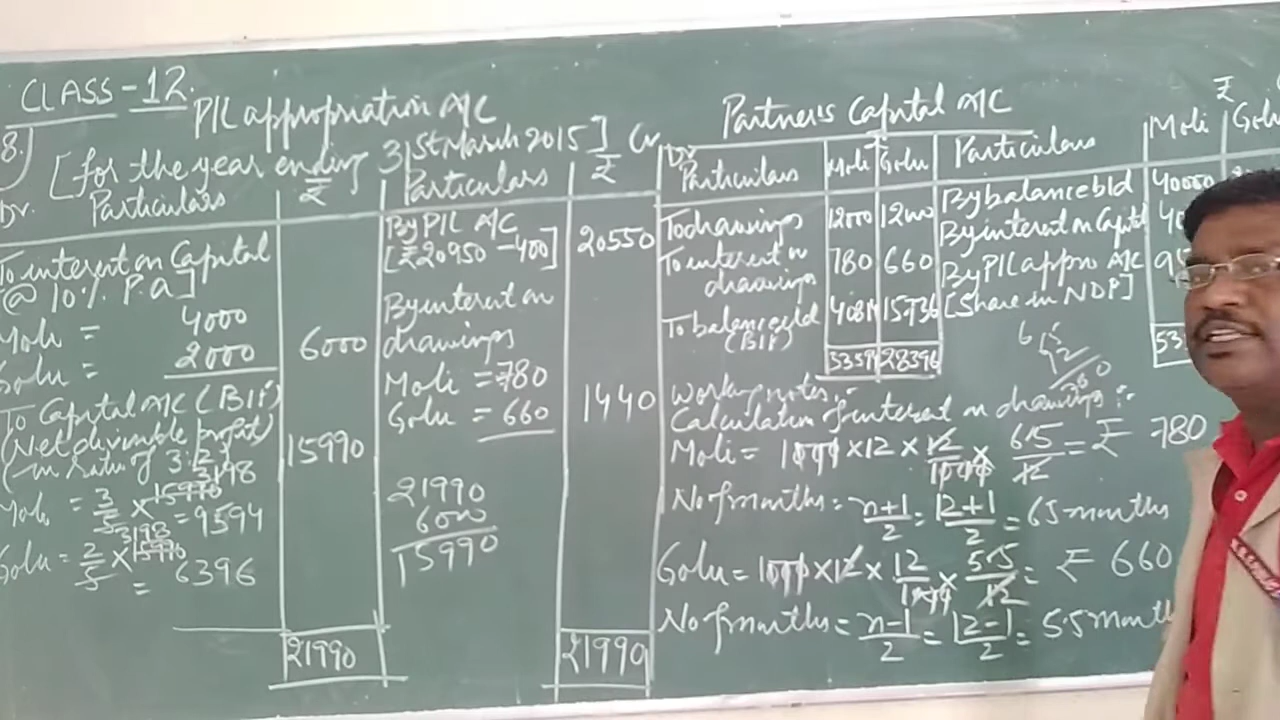 CLASS-12.
8.
P/L appropriation A/C
[for the year ending 31st March 2015]
Dr.
Cr
Particulars
₹
Particulars
₹
To interest on Capital
@ 10% P.a]
Moli = 4000
Golu = 2000
6000
To Capital A/C (B/F)
(Net divisible profit)
(in ratio of 3:2)
15990
Moli = 3/5 × 15990 3198
= 9594
Golu = 2/5 × 15990 3198
= 6396
21990
By P/L A/C
[₹20950 - 400]
20550
By interest on
drawings
Moli = 780
Golu = 660
1440
21990
6000
15990
21990
Partner's Capital A/C
Dr
₹
Particulars
Moli
Golu
Particulars
Moli
Golu
To drawings
12000
12000
To interest on
drawings
780
660
To balance c/d
(B/F)
40814
15736
53594
28396
By balance b/d
40000
By interest on Capital
40
By P/L appro A/C
[Share in NDP]
95
53
Working notes :-
Calculation of interest on drawings :-
Moli = 1000 × 12 × 12/100 × 6.5/12 = ₹ 780
No of months = n+1/2 = 12+1/2 = 6.5 months
Golu = 1000 × 12 × 12/100 × 5.5/12 = ₹ 660
No of months = n-1/2 = 12-1/2 = 5.5 month